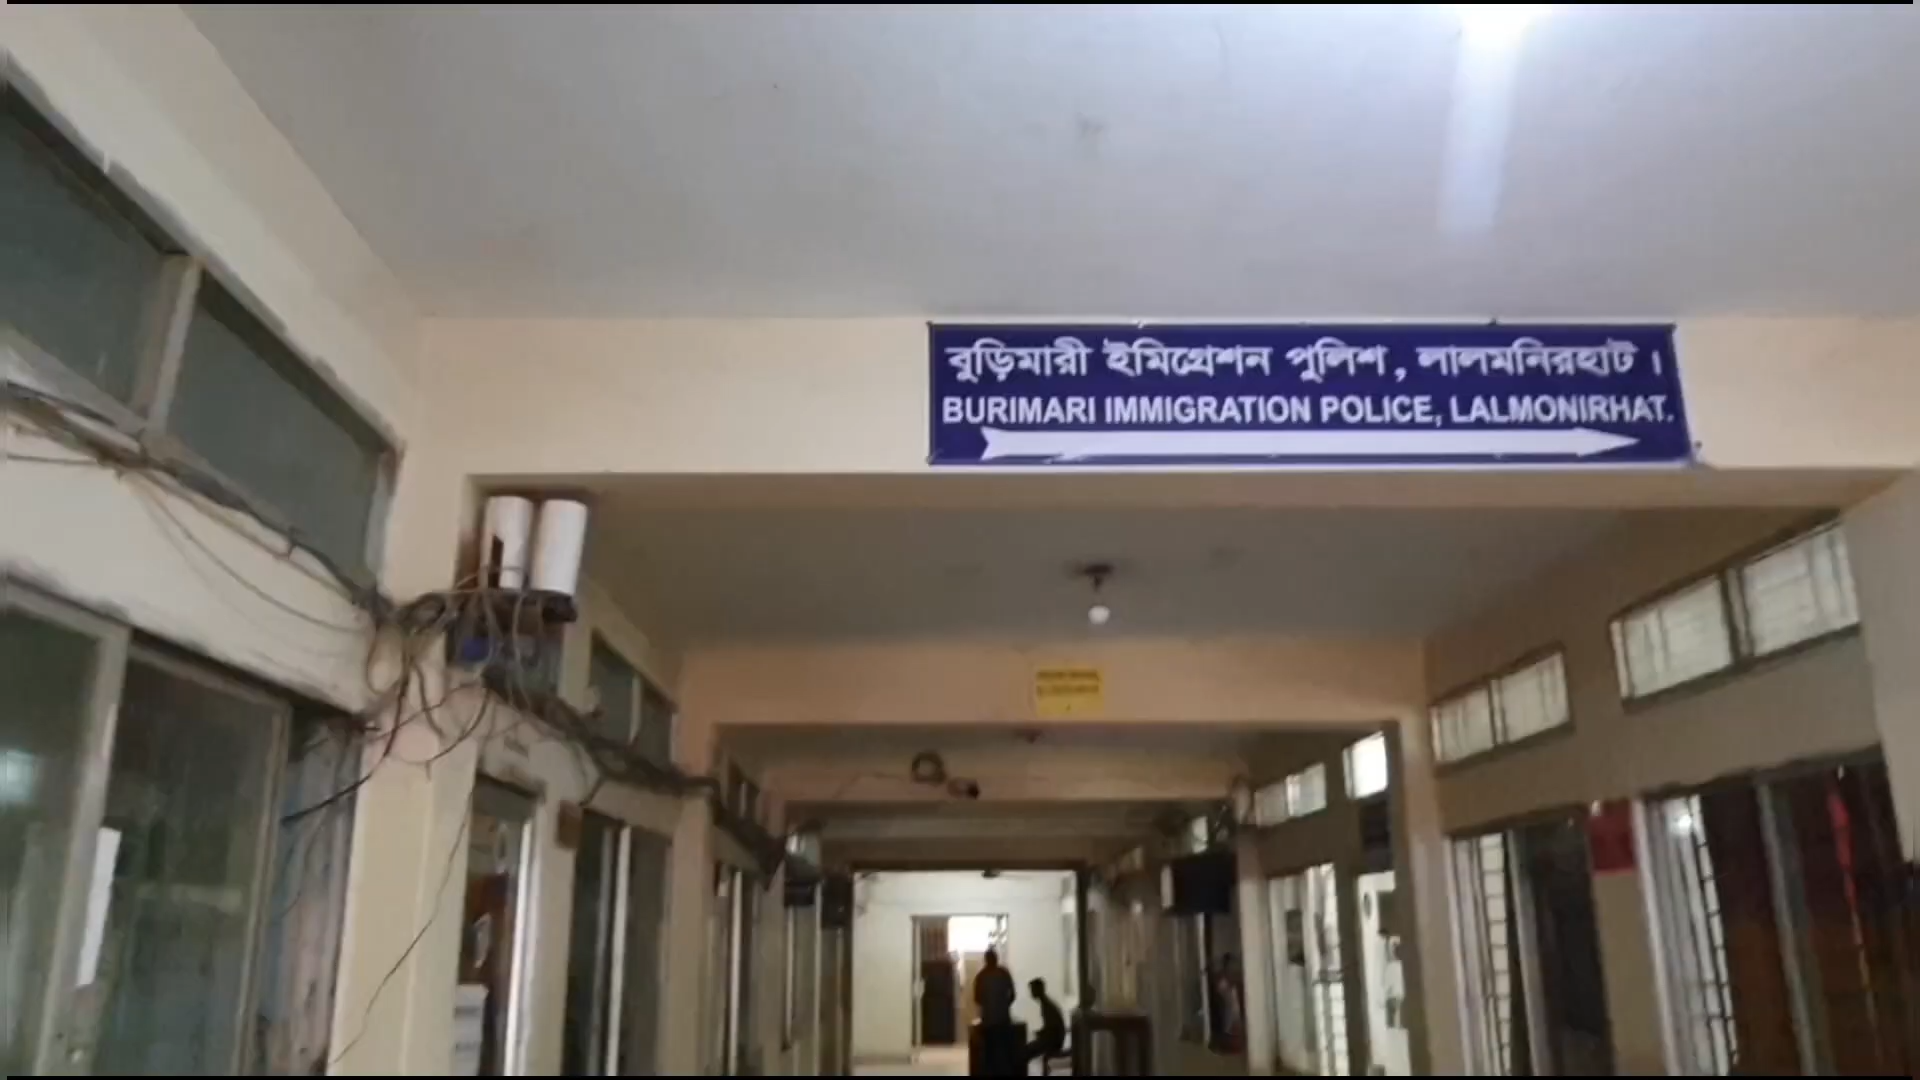 বুড়িমারী ইমিগ্রেশন পুলিশ, লালমনিরহাট।
BURIMARI IMMIGRATION POLICE, LALMONIRHAT.